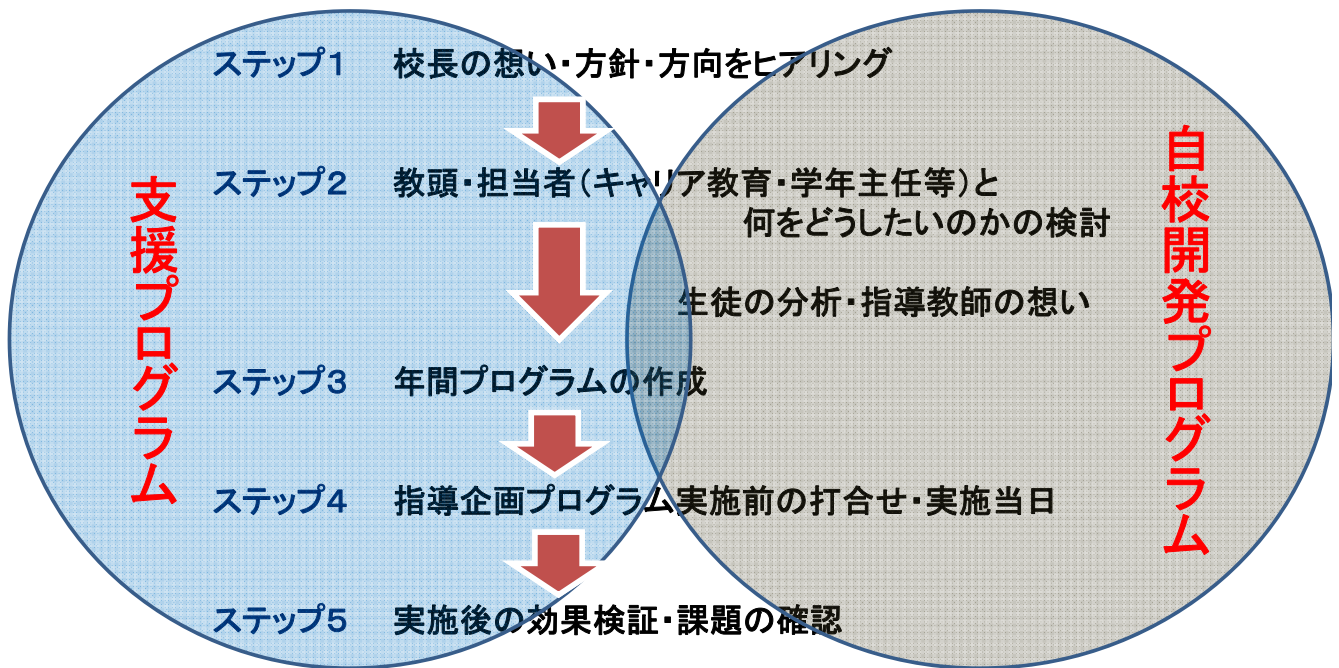 支援プログラム
ステップ1 校長の想い・方針・方向をヒアリング
ステップ2 教頭・担当者(キャリア教育・学年主任等)と
何をどうしたいのかの検討
生徒の分析・指導教師の想い
ステップ3 年間プログラムの作成
ステップ4 指導企画プログラム実施前の打合せ・実施当日
ステップ5 実施後の効果検証・課題の確認
自校開発プログラム